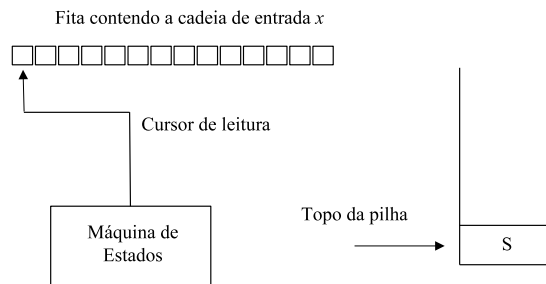 Fita contendo a cadeia de entrada x
Cursor de leitura
Topo da pilha
Máquina de
Estados
S